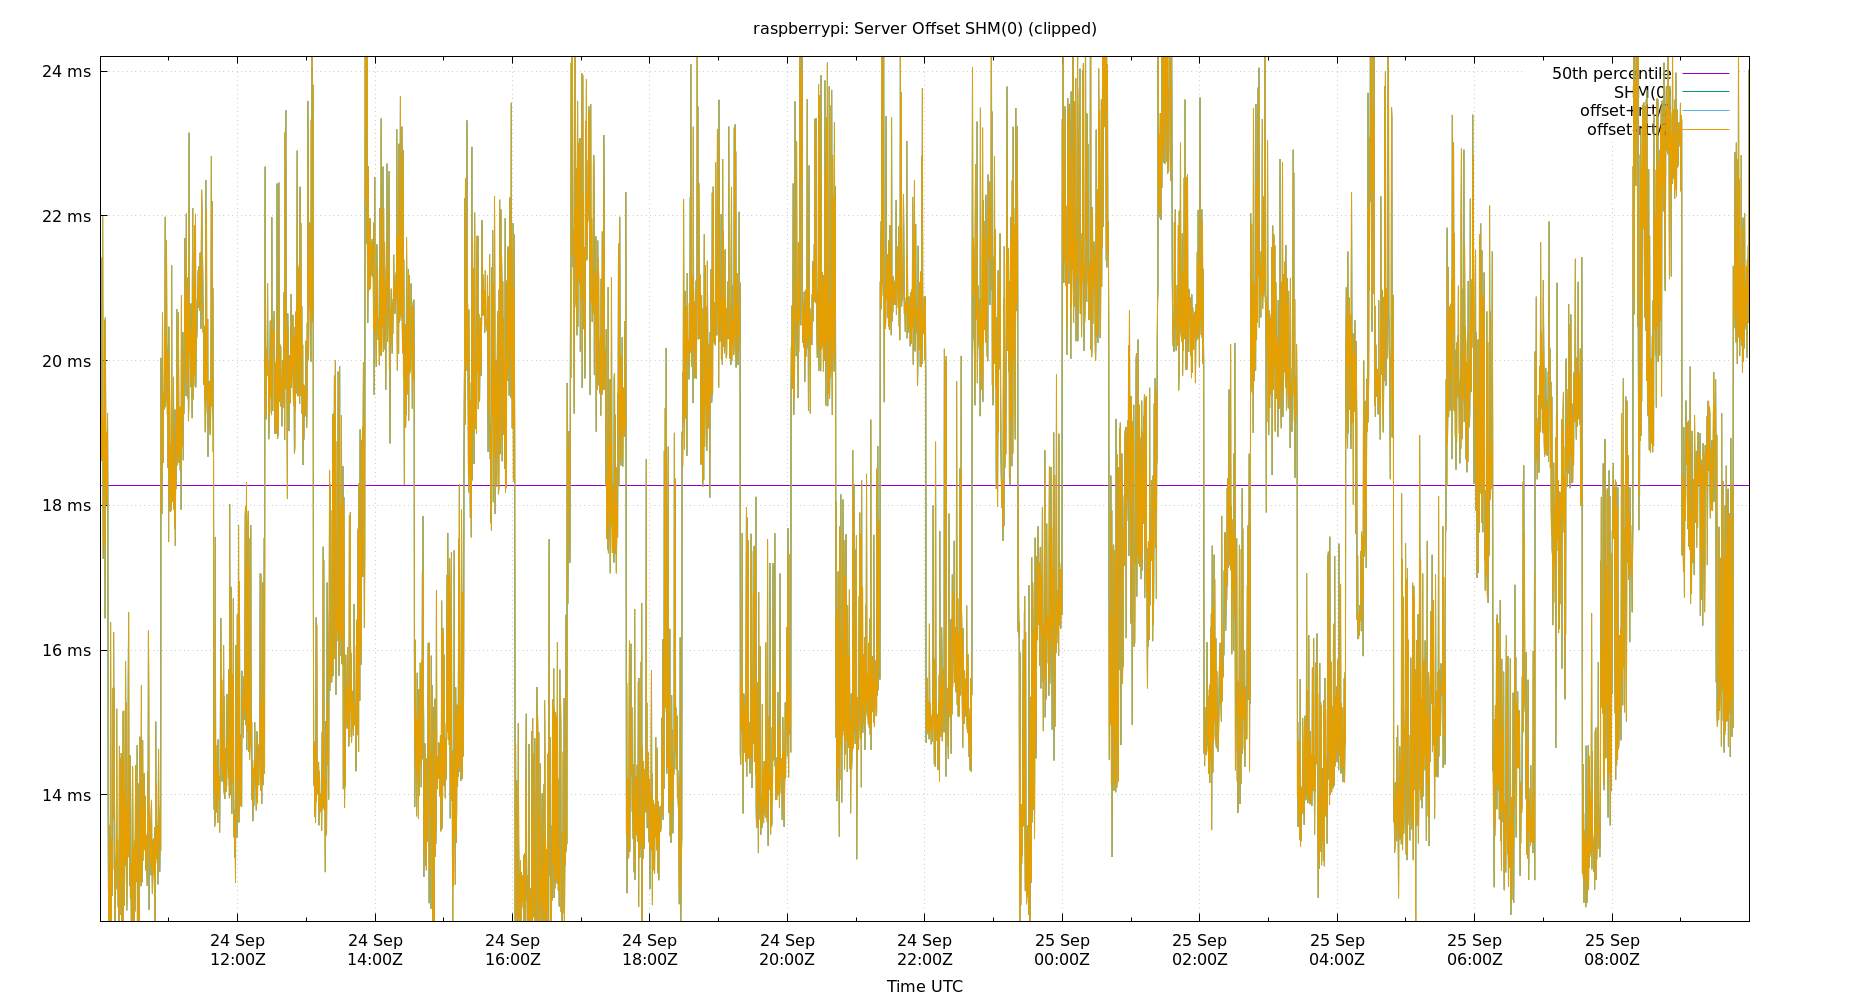 raspberrypi: Server Offset SHM(0) (clipped)
24 ms
22 ms
20 ms
18 ms
16 ms
14 ms
50th percentile
SHM(0
24 Sep
12:00Z
24 Sep
14:00Z
24 Sep
16:00Z
24 Sep
18:00Z
24 Sep
20:00Z
24 Sep
22:00Z
25 Sep
00:00Z
25 Sep
02:00Z
25 Sep
04:00Z
25 Sep
06:00Z
25 Sep
08:00Z
Time UTC